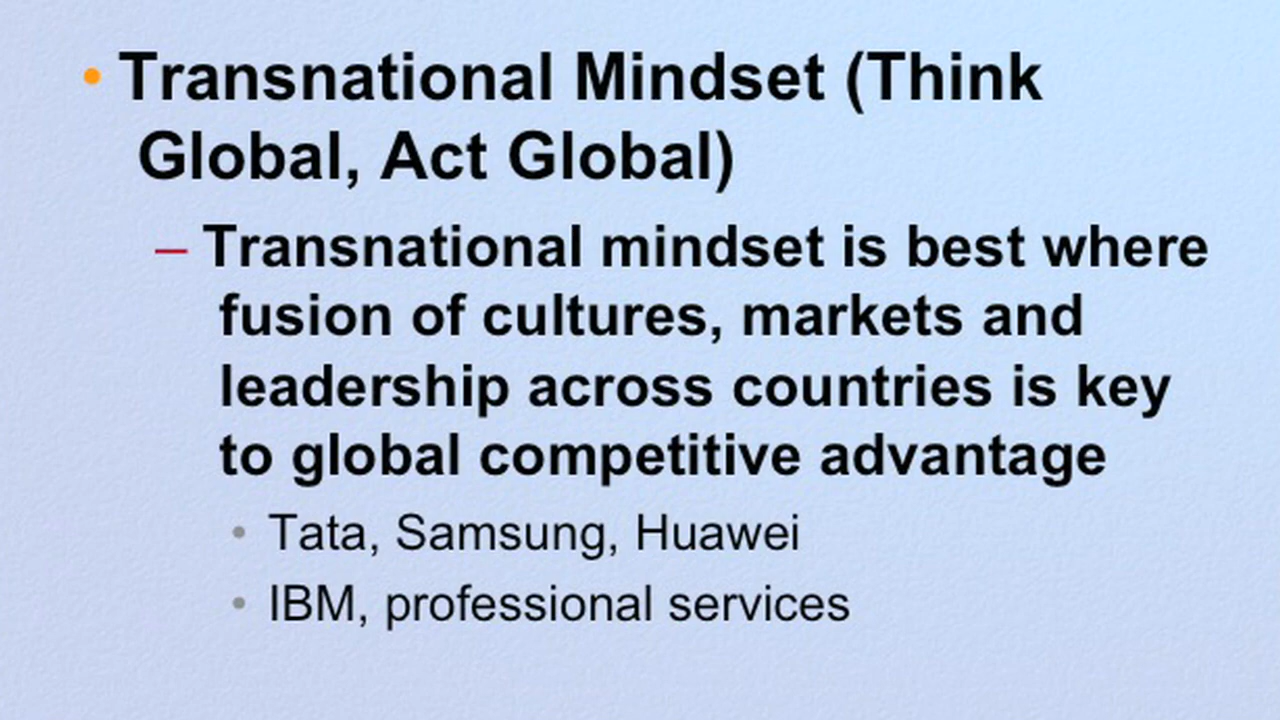 • Transnational Mindset (Think
Global, Act Global)
– Transnational mindset is best where
fusion of cultures, markets and
leadership across countries is key
to global competitive advantage
• Tata, Samsung, Huawei
• IBM, professional services